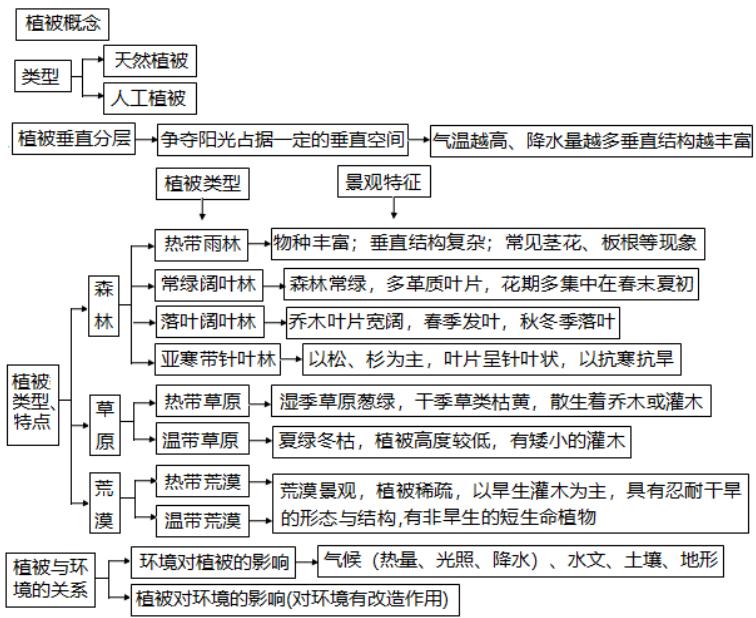 植被概念
类型
天然植被
人工植被
植被垂直分层
争夺阳光占据一定的垂直空间
气温越高、降水量越多垂直结构越丰富
植被类型
景观特征
植被
类型、
特点
森
林
热带雨林
物种丰富；垂直结构复杂；常见茎花、板根等现象
常绿阔叶林
森林常绿，多革质叶片，花期多集中在春末夏初
落叶阔叶林
乔木叶片宽阔，春季发叶，秋冬季落叶
亚寒带针叶林
以松、杉为主，叶片呈针叶状，以抗寒抗旱
草
原
热带草原
湿季草原葱绿，干季草类枯黄，散生着乔木或灌木
温带草原
夏绿冬枯，植被高度较低，有矮小的灌木
荒
漠
热带荒漠
温带荒漠
荒漠景观，植被稀疏，以旱生灌木为主，具有忍耐干旱
的形态与结构,有非旱生的短生命植物
植被与环
境的关系
环境对植被的影响
气候（热量、光照、降水）、水文、土壤、地形
植被对环境的影响(对环境有改造作用)